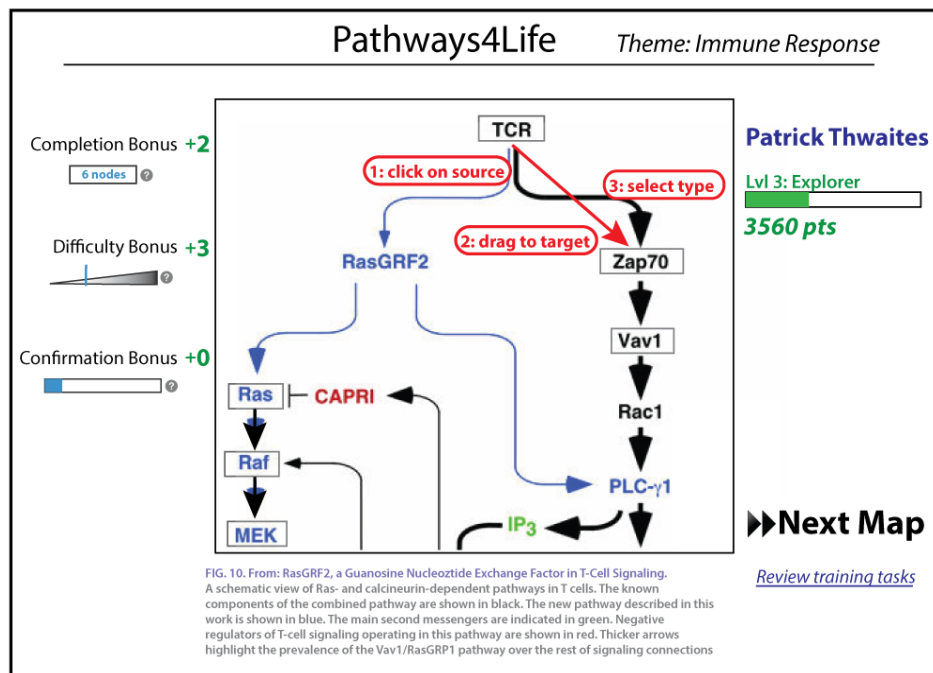 Pathways4Life
Theme: Immune Response
Completion Bonus +2
6 nodes ?
Difficulty Bonus +3
?
Confirmation Bonus +0
?
TCR
1: click on source
3: select type
2: drag to target
RasGRF2
Zap70
Vav1
Ras
CAPRI
Rac1
Raf
PLC-γ1
MEK
IP3
Patrick Thwaites
Lvl 3: Explorer
3560 pts
Next Map
Review training tasks
FIG. 10. From: RasGRF2, a Guanosine Nucleoztide Exchange Factor in T-Cell Signaling.
A schematic view of Ras- and calcineurin-dependent pathways in T cells. The known
components of the combined pathway are shown in black. The new pathway described in this
work is shown in blue. The main second messengers are indicated in green. Negative
regulators of T-cell signaling operating in this pathway are shown in red. Thicker arrows
highlight the prevalence of the Vav1/RasGRP1 pathway over the rest of signaling connections